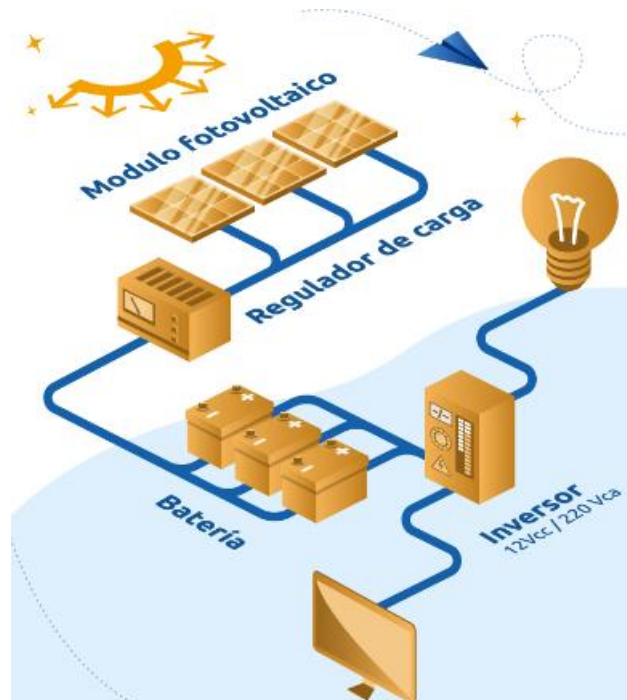 Modulo fotovoltaico
Regulador de carga
Batería
Inversor
12Vcc / 220 Vca